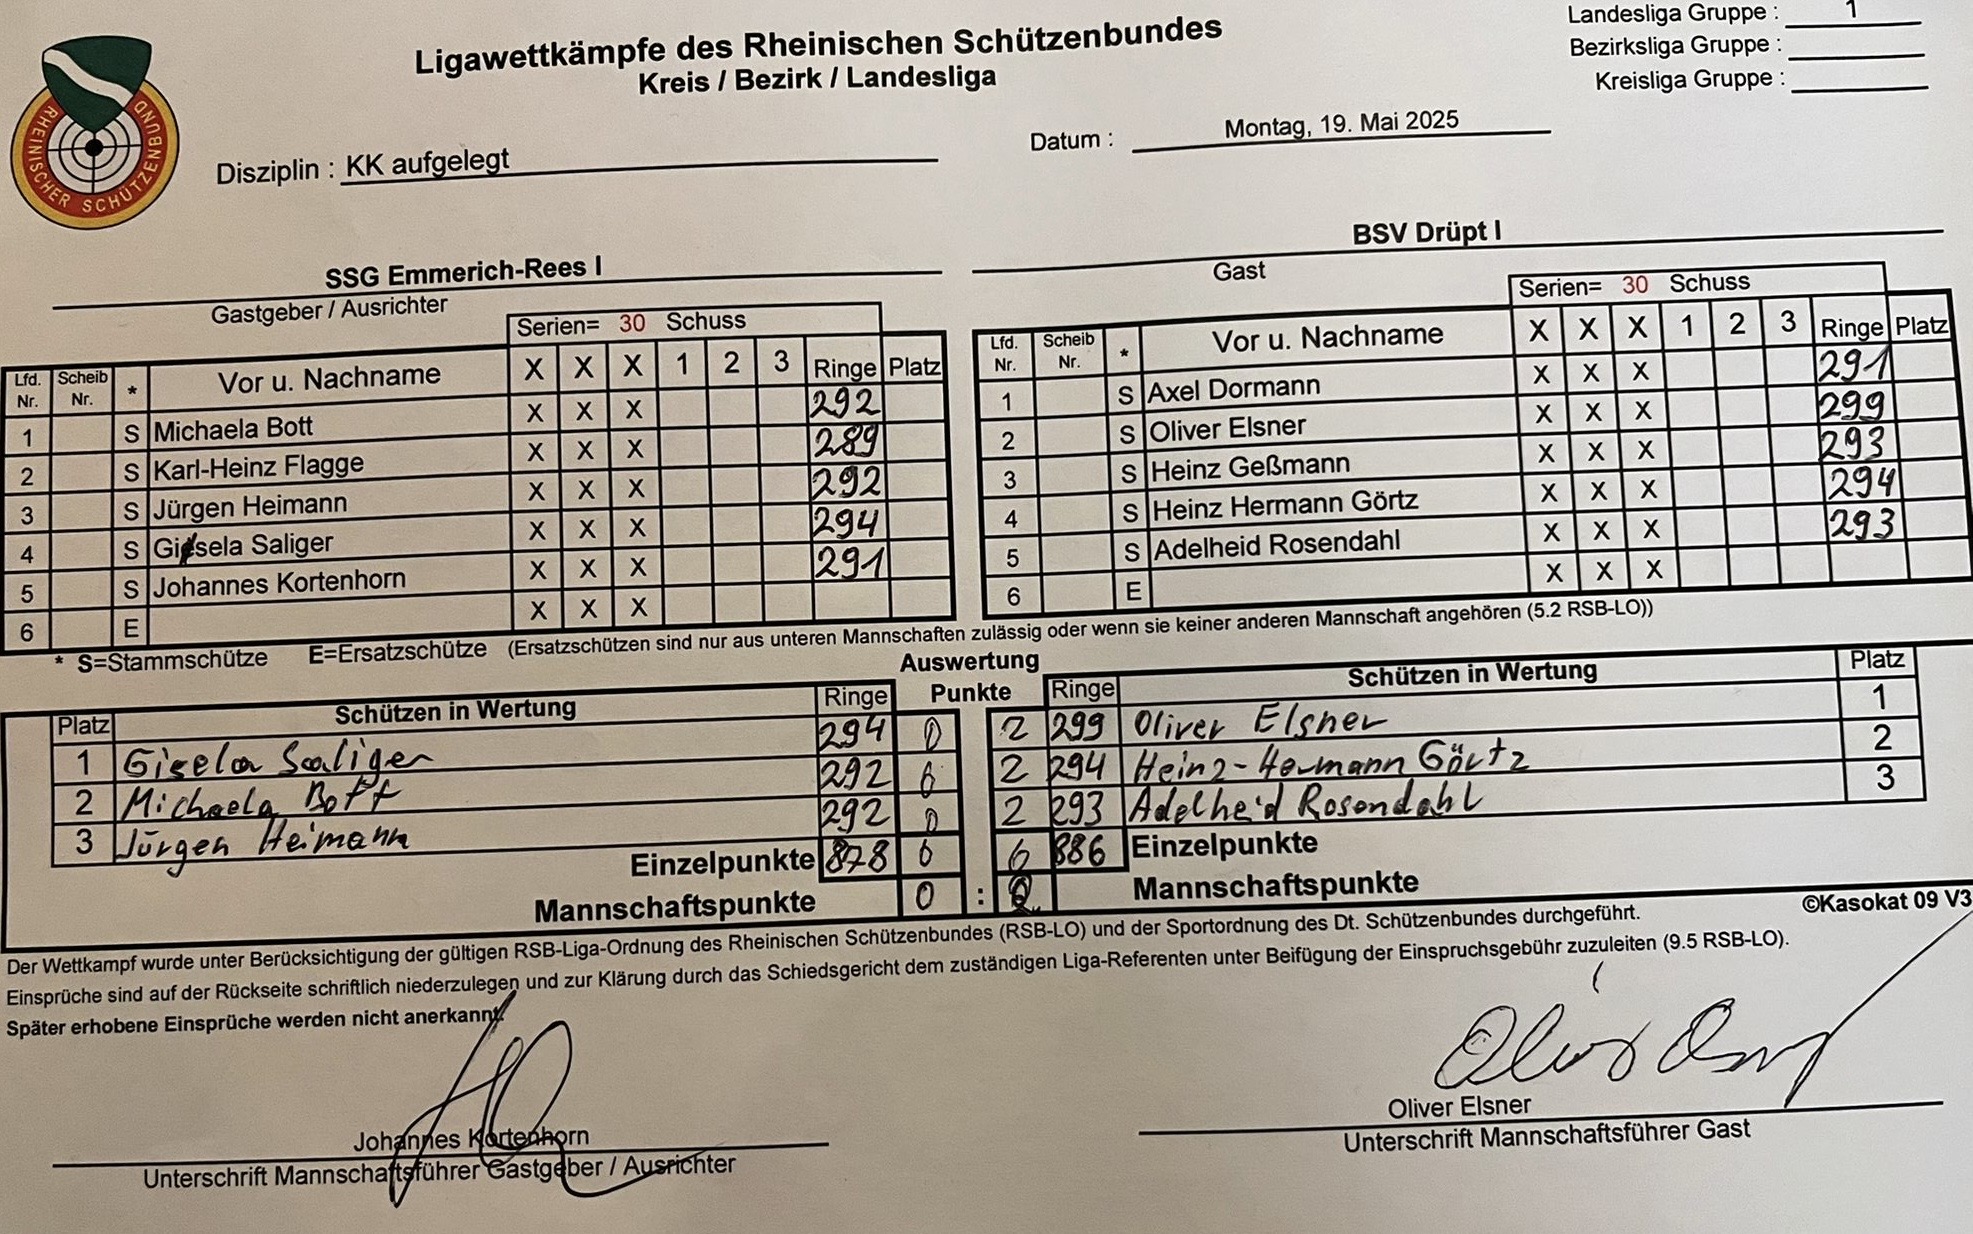 Landesliga Gruppe : 1
Ligawettkämpfe des Rheinischen Schützenbundes
Bezirksliga Gruppe :
Kreis / Bezirk / Landesliga
Kreisliga Gruppe :
RHEINISCHER SCHÜTZENBUND
Disziplin : KK aufgelegt
Datum : Montag, 19. Mai 2025
SSG Emmerich-Rees I
Gastgeber / Ausrichter
Serien= 30 Schuss
Lfd. Nr. Scheib Nr. * Vor u. Nachname X X X 1 2 3 Ringe Platz
1 S Michaela Bott X X X 292
2 S Karl-Heinz Flagge X X X 289
3 S Jürgen Heimann X X X 292
4 S Gisela Saliger X X X 294
5 S Johannes Kortenhorn X X X 291
6 E X X X
BSV Drüpt I
Gast
Serien= 30 Schuss
Lfd. Nr. Scheib Nr. * Vor u. Nachname X X X 1 2 3 Ringe Platz
1 S Axel Dormann X X X 291
2 S Oliver Elsner X X X 299
3 S Heinz Geßmann X X X 293
4 S Heinz Hermann Görtz X X X 294
5 S Adelheid Rosendahl X X X 293
6 E X X X
* S=Stammschütze E=Ersatzschütze (Ersatzschützen sind nur aus unteren Mannschaften zulässig oder wenn sie keiner anderen Mannschaft angehören (5.2 RSB-LO))
Auswertung
Platz Schützen in Wertung Ringe Punkte Ringe Schützen in Wertung Platz
1 Gisela Saliger 294 0 2 299 Oliver Elsner 1
2 Michaela Bott 292 0 2 294 Heinz-Hermann Görtz 2
3 Jürgen Heimann 292 0 2 293 Adelheid Rosendahl 3
Einzelpunkte 878 0 6 886 Einzelpunkte
Mannschaftspunkte 0 : Mannschaftspunkte
©Kasokat 09 V3
Der Wettkampf wurde unter Berücksichtigung der gültigen RSB-Liga-Ordnung des Rheinischen Schützenbundes (RSB-LO) und der Sportordnung des Dt. Schützenbundes durchgeführt.
Einsprüche sind auf der Rückseite schriftlich niederzulegen und zur Klärung durch das Schiedsgericht dem zuständigen Liga-Referenten unter Beifügung der Einspruchsgebühr zuzuleiten (9.5 RSB-LO).
Später erhobene Einsprüche werden nicht anerkannt.
Johannes Kortenhorn
Unterschrift Mannschaftsführer Gastgeber / Ausrichter
Oliver Elsner
Unterschrift Mannschaftsführer Gast